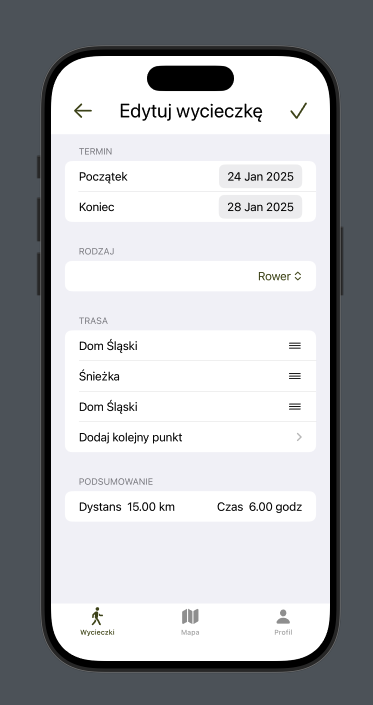 Edytuj wycieczkę
TERMIN
Początek 24 Jan 2025
Koniec 28 Jan 2025
RODZAJ
Rower
TRASA
Dom Śląski
Śnieżka
Dom Śląski
Dodaj kolejny punkt
PODSUMOWANIE
Dystans 15.00 km Czas 6.00 godz
Wycieczki Mapa Profil